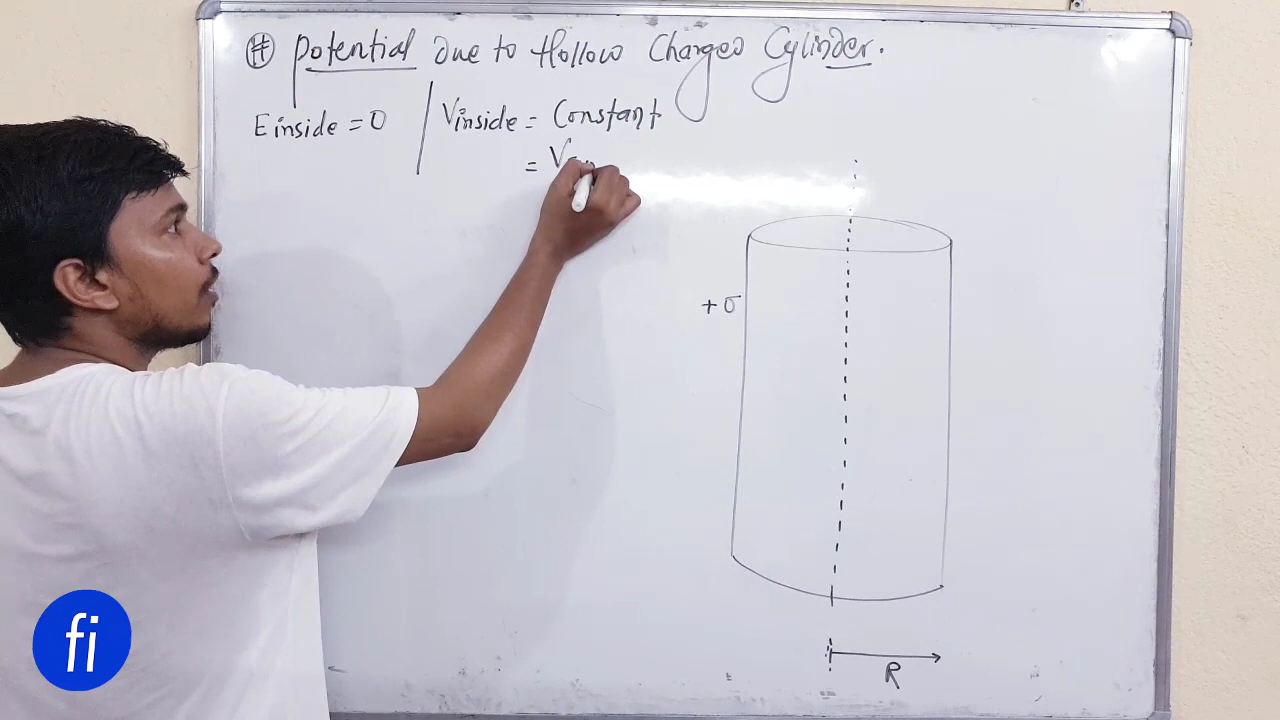 # Potential due to Hollow Charged Cylinder.
Einside = 0 | Vinside = Constant
= V
+σ
R
fi